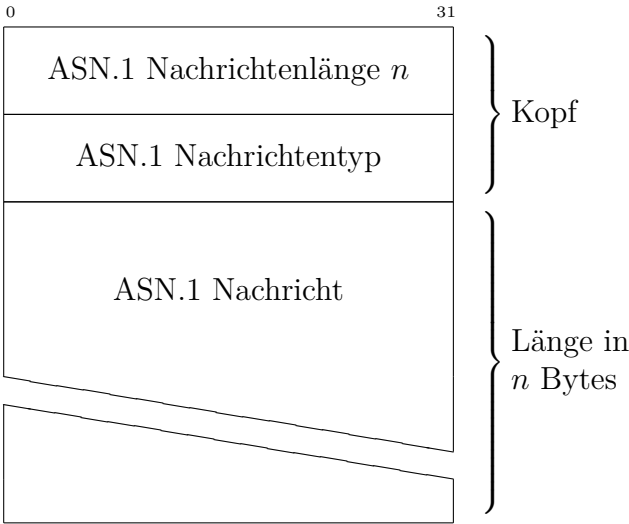 0 31
ASN.1 Nachrichtenlänge n
Kopf
ASN.1 Nachrichtentyp
ASN.1 Nachricht
Länge in
n Bytes